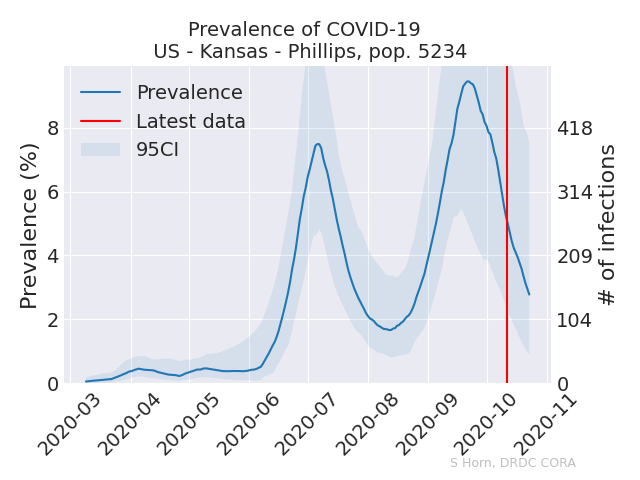 Prevalence of COVID-19
US - Kansas - Phillips, pop. 5234
Prevalence
Latest data
95CI
Prevalence (%)
8
6
4
2
0
418
314
209
104
0
# of infections
2020-03
2020-04
2020-05
2020-06
2020-07
2020-08
2020-09
2020-10
2020-11
S Horn, DRDC CORA